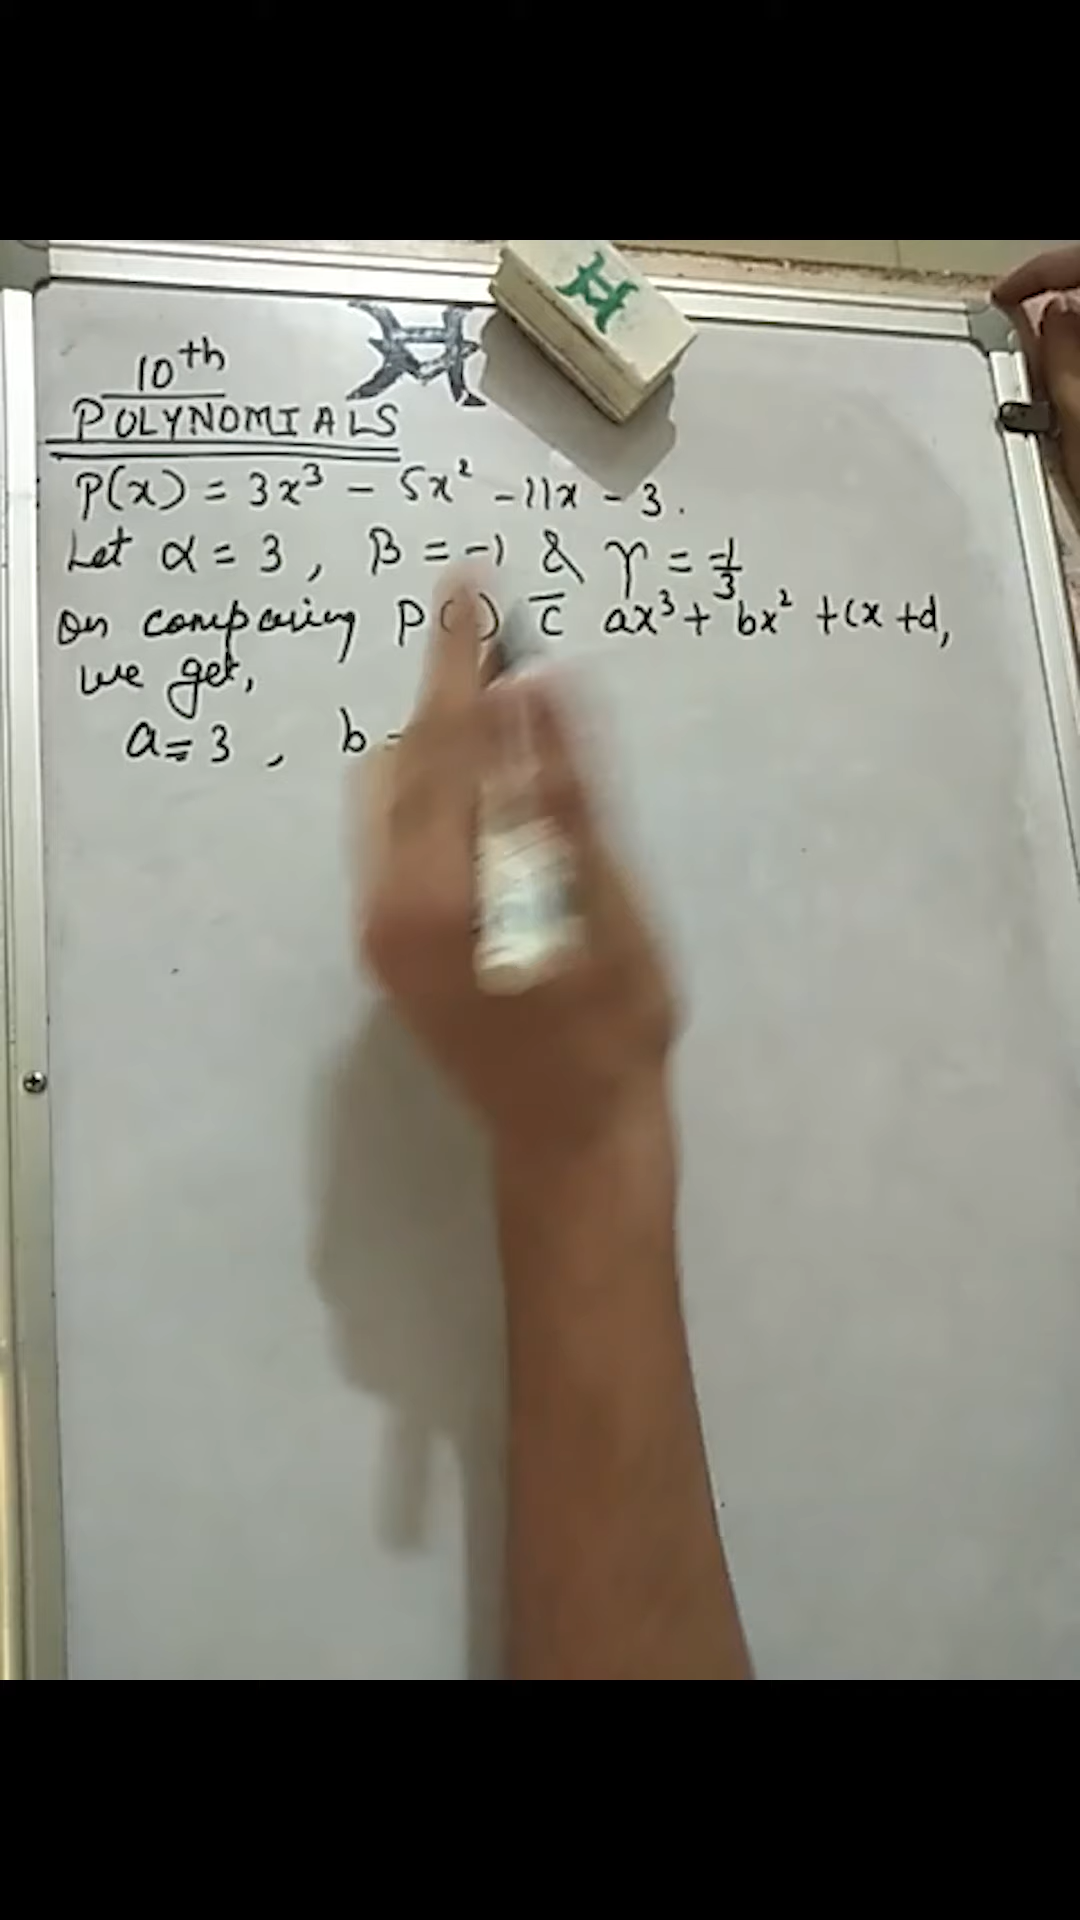 10th
POLYNOMIALS
P(x) = 3x³ - 5x² - 11x - 3.
Let α = 3, β = -1 & γ = -1/3
On comparing P( ) c̅ ax³ + bx² + cx + d,
we get,
a = 3, b -